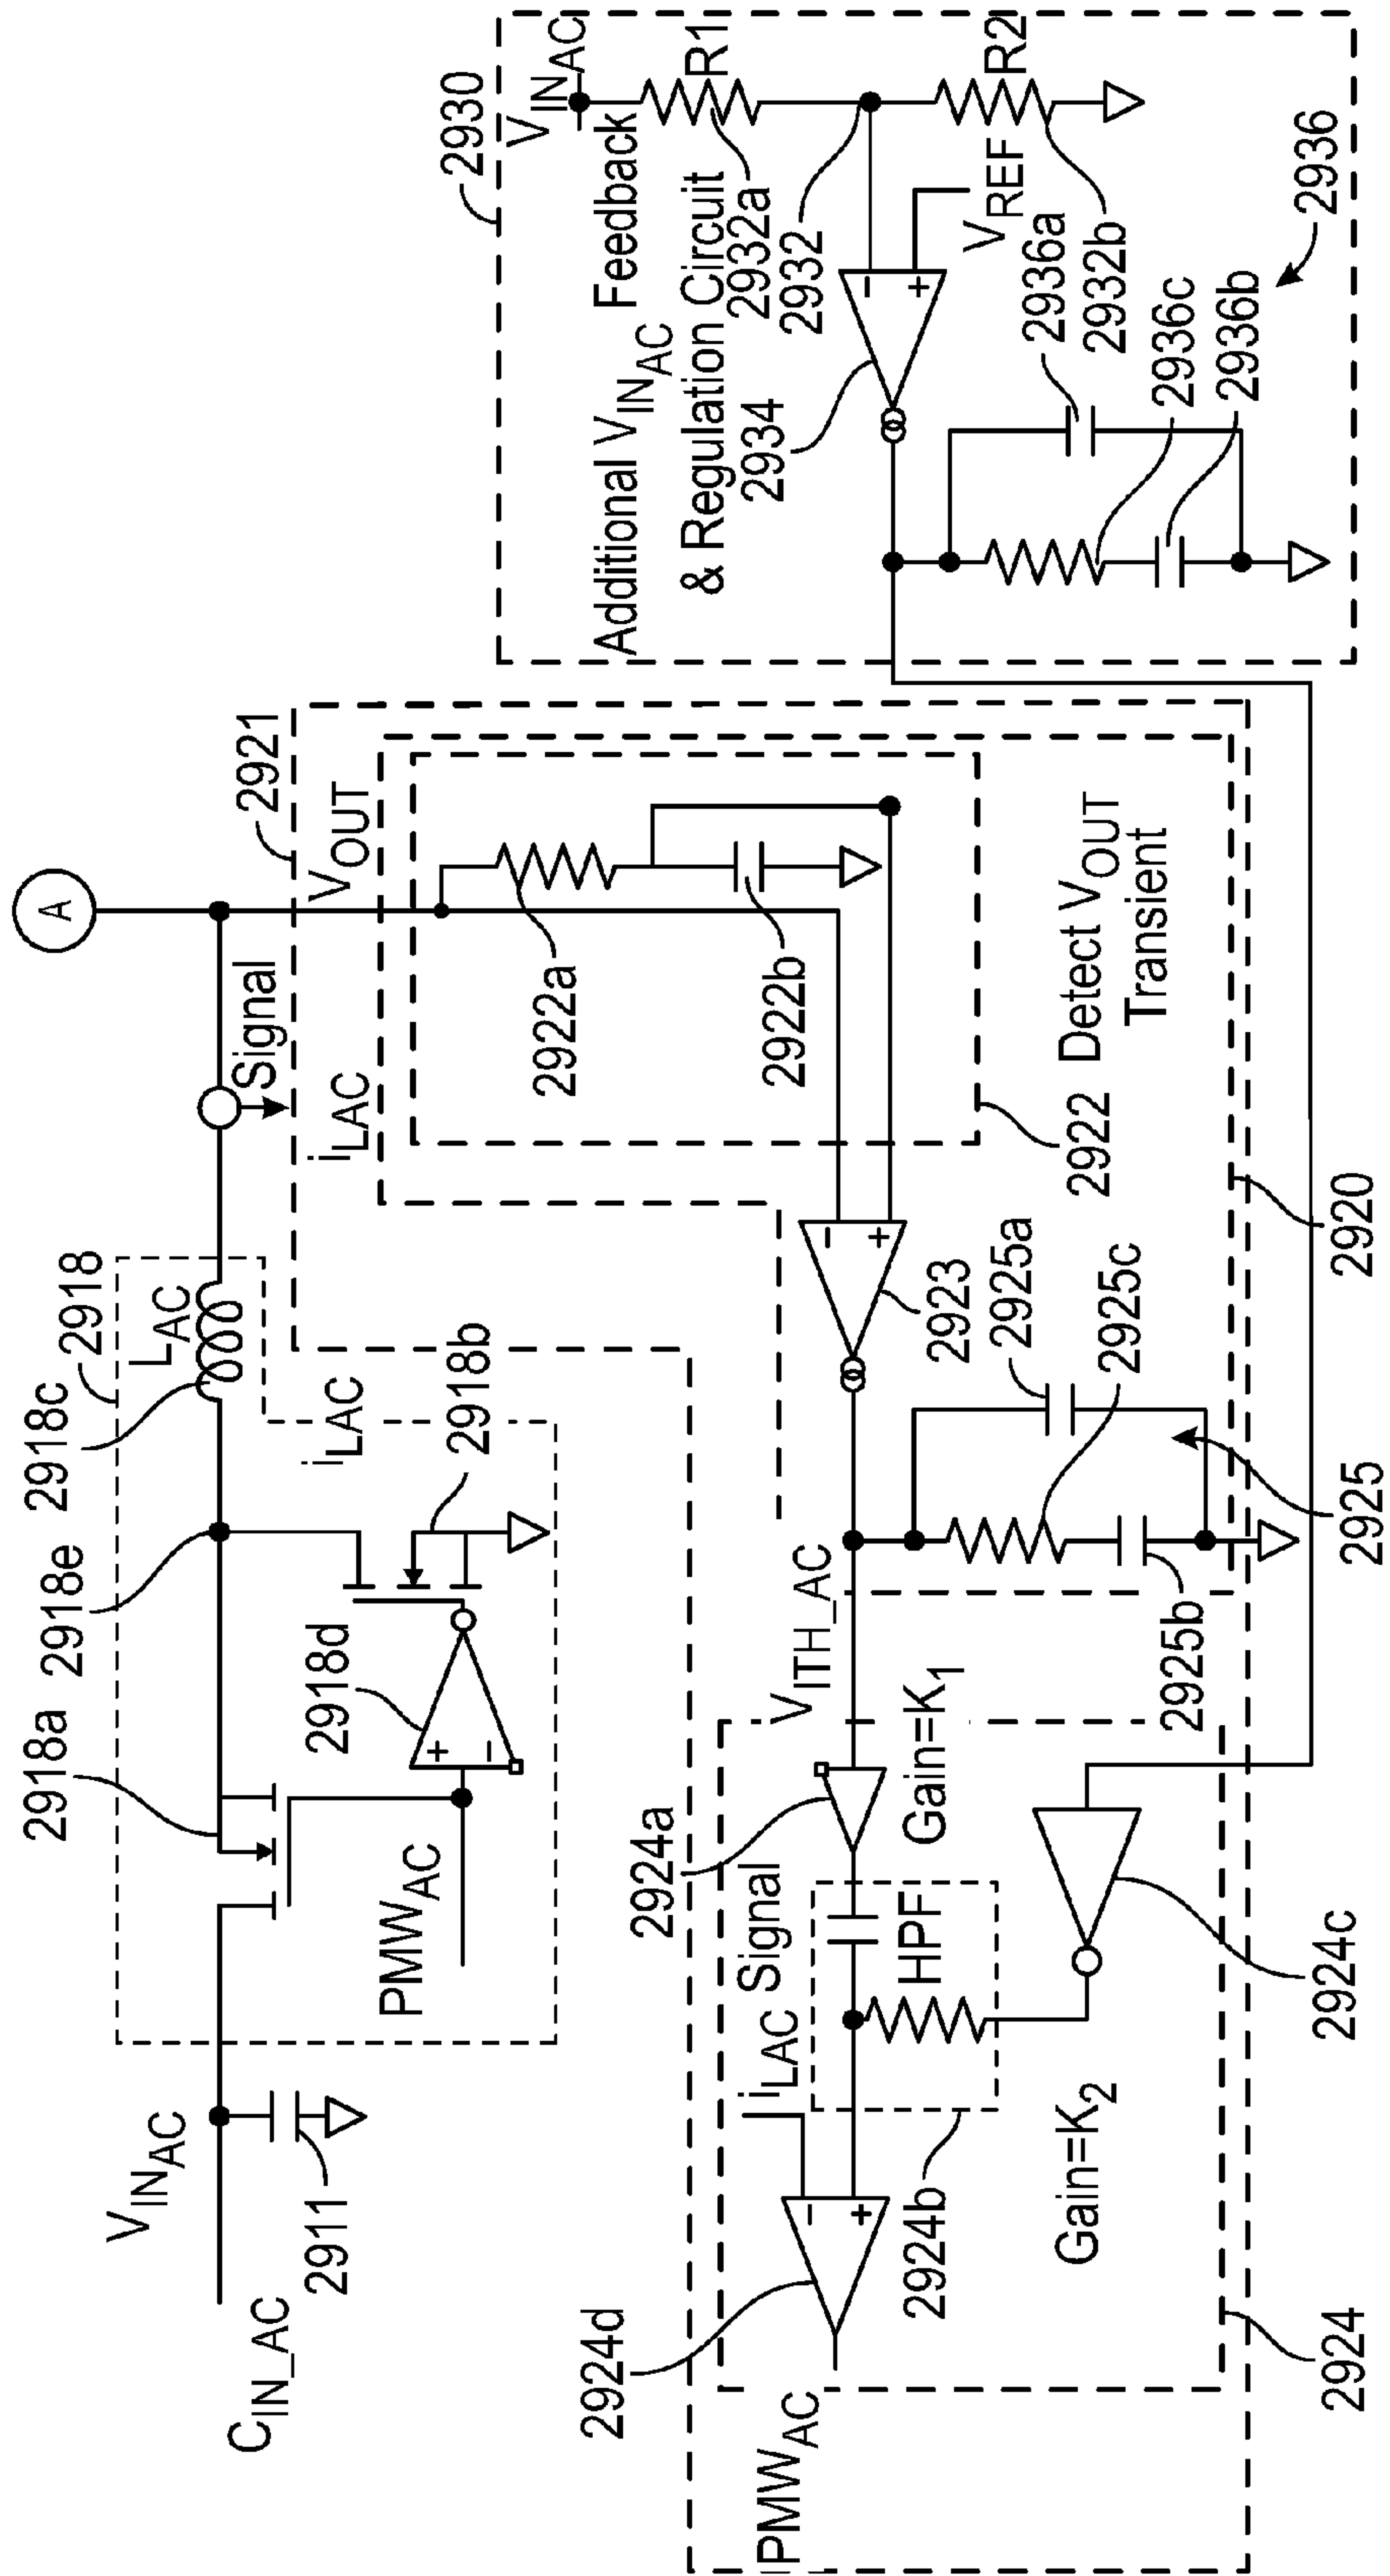 A
2918
2918c
L_AC
2918e
2918a
i_LAC
2918b
2918d
PMW_AC
V_IN_AC
C_IN_AC
2911
Signal
i_LAC
2921
V_OUT
2922a
2922b
2922
Detect V_OUT
Transient
2923
2925a
2925c
2925b
2925
2920
V_ITH_AC
2924a
Gain=K_1
i_LAC Signal
HPF
2924b
2924c
Gain=K_2
2924d
PMW_AC
2924
2930
V_IN_AC
Additional V_IN_AC Feedback
& Regulation Circuit
R1
R2
2932a
2932
2934
V_REF
2932b
2936a
2936c
2936b
2936